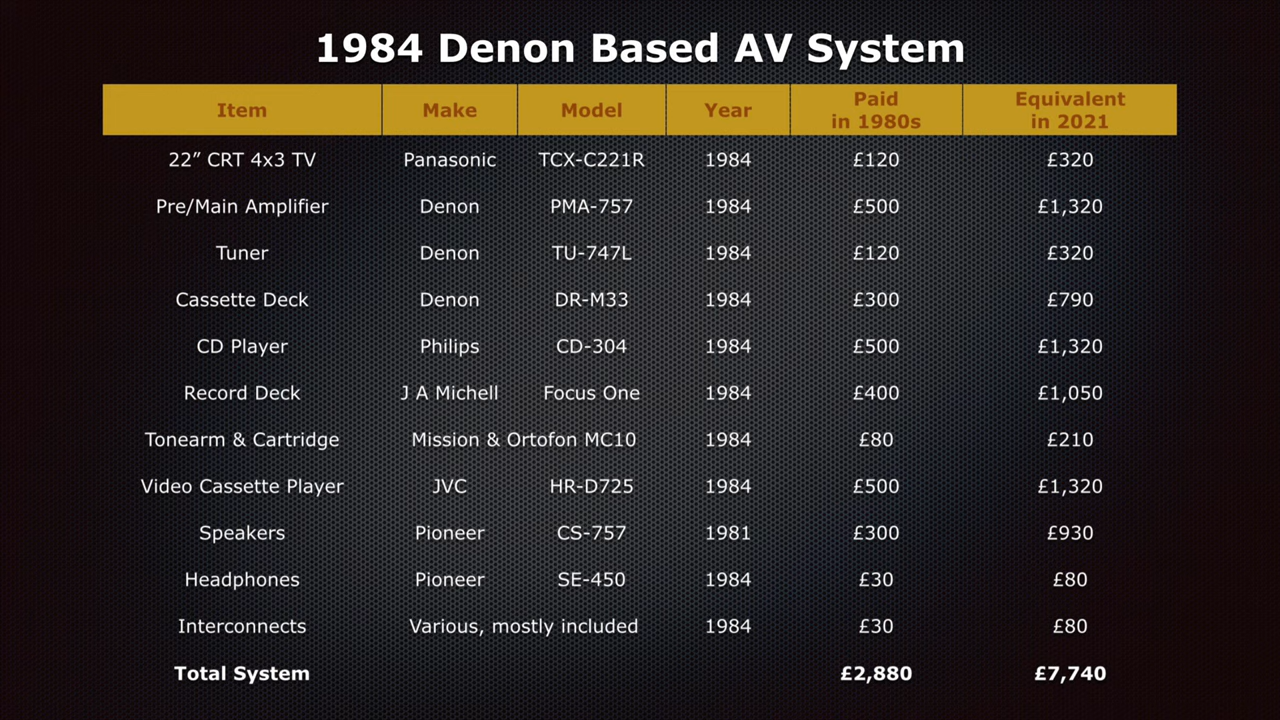 1984 Denon Based AV System
Item Make Model Year Paid in 1980s Equivalent in 2021
22” CRT 4x3 TV Panasonic TCX-C221R 1984 £120 £320
Pre/Main Amplifier Denon PMA-757 1984 £500 £1,320
Tuner Denon TU-747L 1984 £120 £320
Cassette Deck Denon DR-M33 1984 £300 £790
CD Player Philips CD-304 1984 £500 £1,320
Record Deck J A Michell Focus One 1984 £400 £1,050
Tonearm & Cartridge Mission & Ortofon MC10 1984 £80 £210
Video Cassette Player JVC HR-D725 1984 £500 £1,320
Speakers Pioneer CS-757 1981 £300 £930
Headphones Pioneer SE-450 1984 £30 £80
Interconnects Various, mostly included 1984 £30 £80
Total System £2,880 £7,740